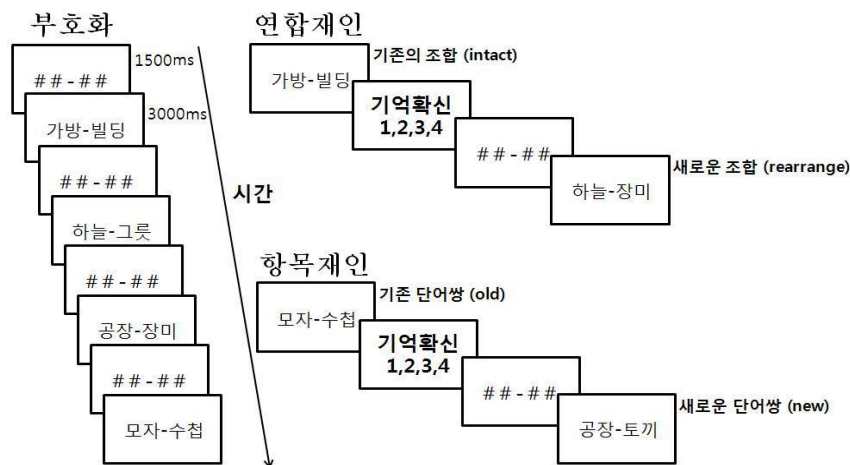 부호화
##-##
1500ms
가방-빌딩
3000ms
##-##
하늘-그릇
##-##
공장-장미
##-##
모자-수첩
시간
연합재인
가방-빌딩
기존의 조합 (intact)
기억확신
1,2,3,4
##-##
하늘-장미
새로운 조합 (rearrange)
항목재인
모자-수첩
기존 단어쌍 (old)
기억확신
1,2,3,4
##-##
공장-토끼
새로운 단어쌍 (new)